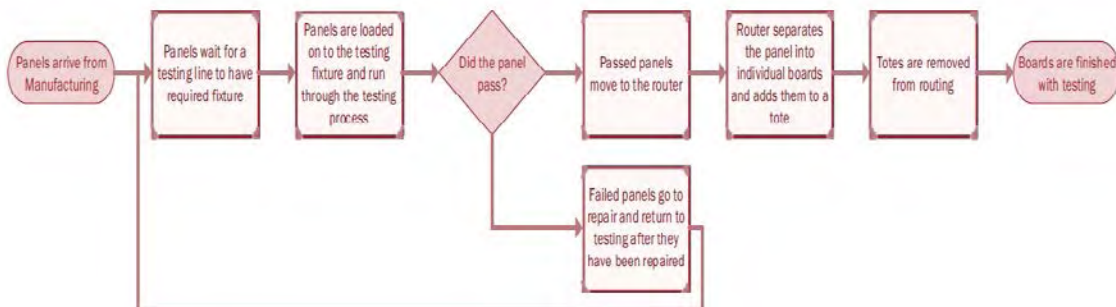 Panels arrive from
Manufacturing
Panels wait for a
testing line to have
required fixture
Panels are loaded
on to the testing
fixture and run
through the testing
process
Did the panel
pass?
Passed panels
move to the router
Router separates
the panel into
individual boards
and adds them to a
tote
Totes are removed
from routing
Boards are finished
with testing
Failed panels go to
repair and return to
testing after they
have been repaired